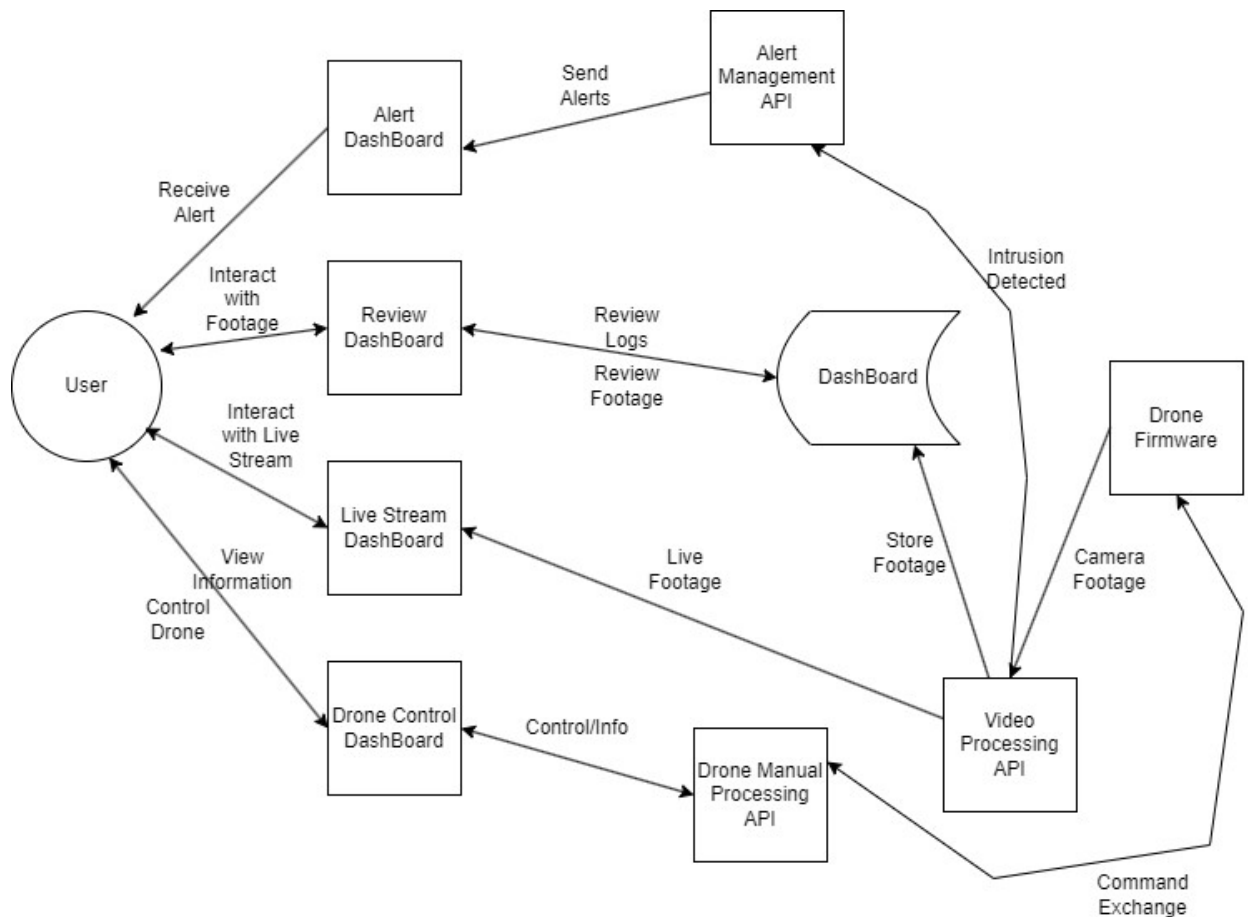 Alert
Management
API
Send
Alerts
Alert
DashBoard
Receive
Alert
Intrusion
Detected
Interact
with
Footage
Review
DashBoard
Review
Logs
Review
Footage
DashBoard
User
Drone
Firmware
Interact
with Live
Stream
Live Stream
DashBoard
Live
Footage
Store
Footage
Camera
Footage
View
Information
Control
Drone
Drone Control
DashBoard
Control/Info
Drone Manual
Processing
API
Video
Processing
API
Command
Exchange